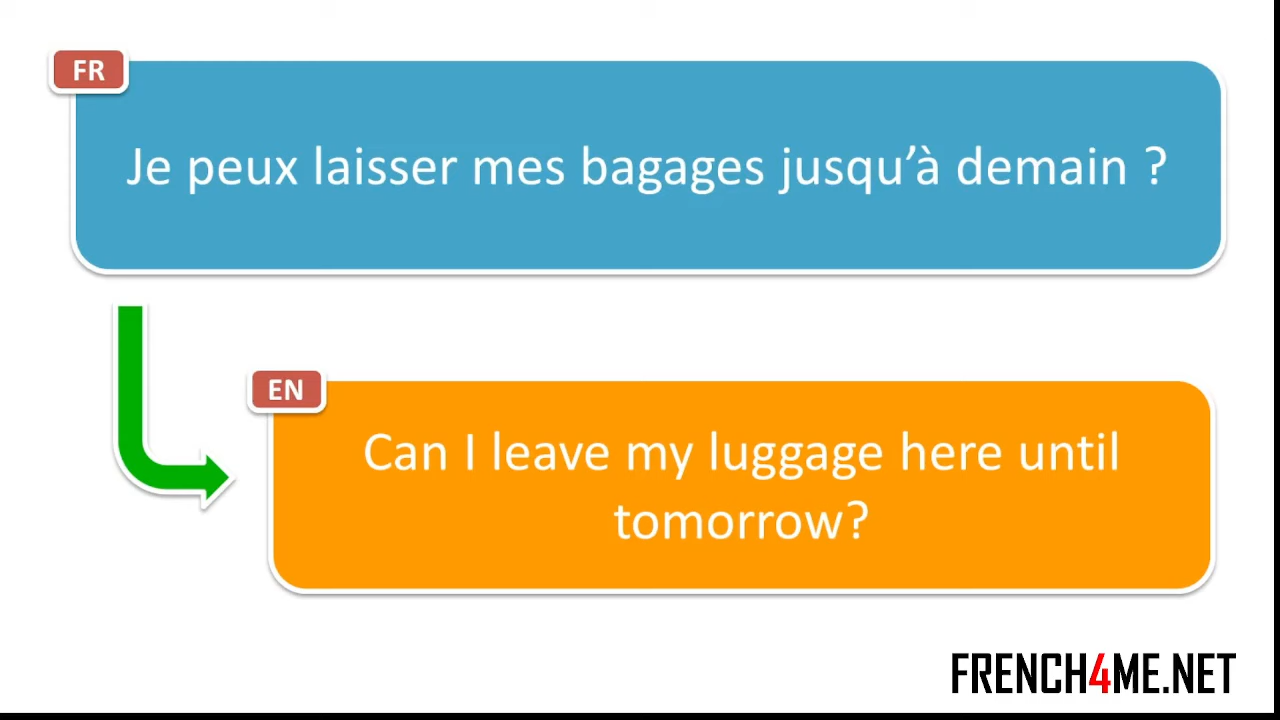 FR
Je peux laisser mes bagages jusqu’à demain ?
EN
Can I leave my luggage here until
tomorrow?
FRENCH4ME.NET